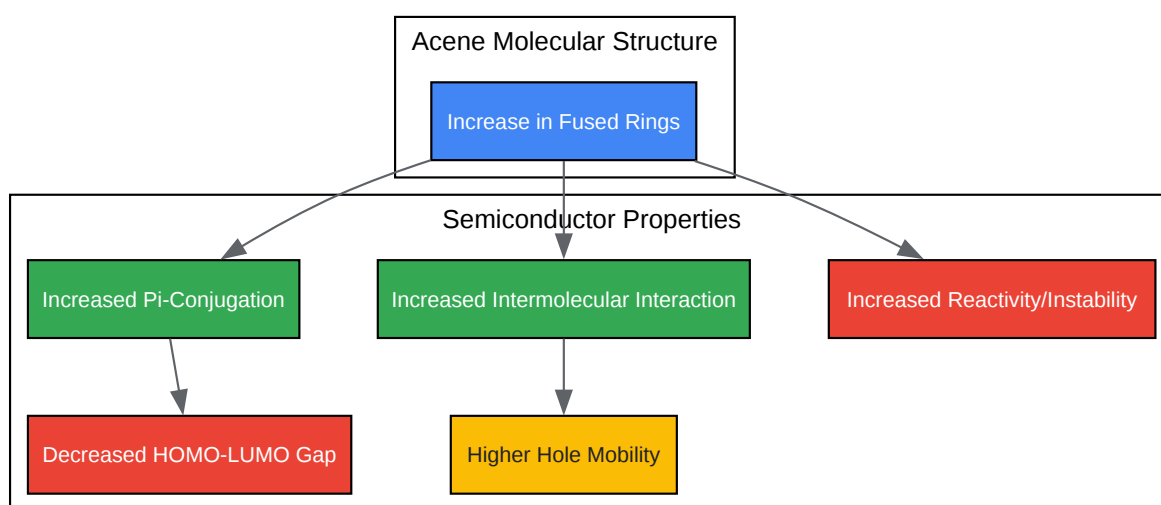 Acene Molecular Structure
Increase in Fused Rings
Semiconductor Properties
Increased Pi-Conjugation
Increased Intermolecular Interaction
Increased Reactivity/Instability
Decreased HOMO-LUMO Gap
Higher Hole Mobility